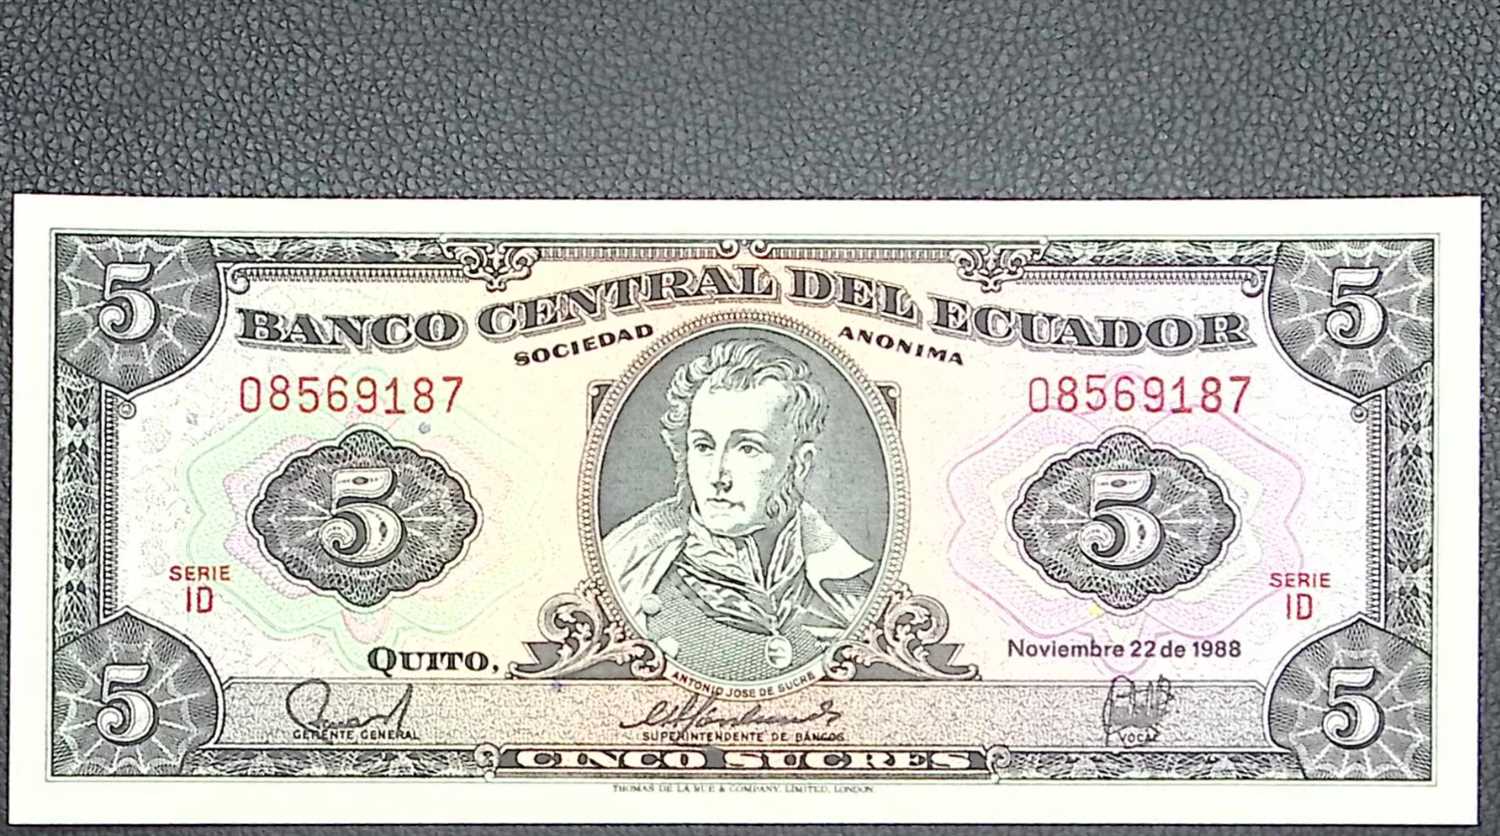 5 5
BANCO CENTRAL DEL ECUADOR
SOCIEDAD ANONIMA
08569187 08569187
5 5
SERIE SERIE
ID ID
QUITO, Noviembre 22 de 1988
ANTONIO JOSE DE SUCRE
5 5
GERENTE GENERAL SUPERINTENDENTE DE BANCOS VOCAL
CINCO SUCRES
THOMAS DE LA RUE & COMPANY, LIMITED, LONDON